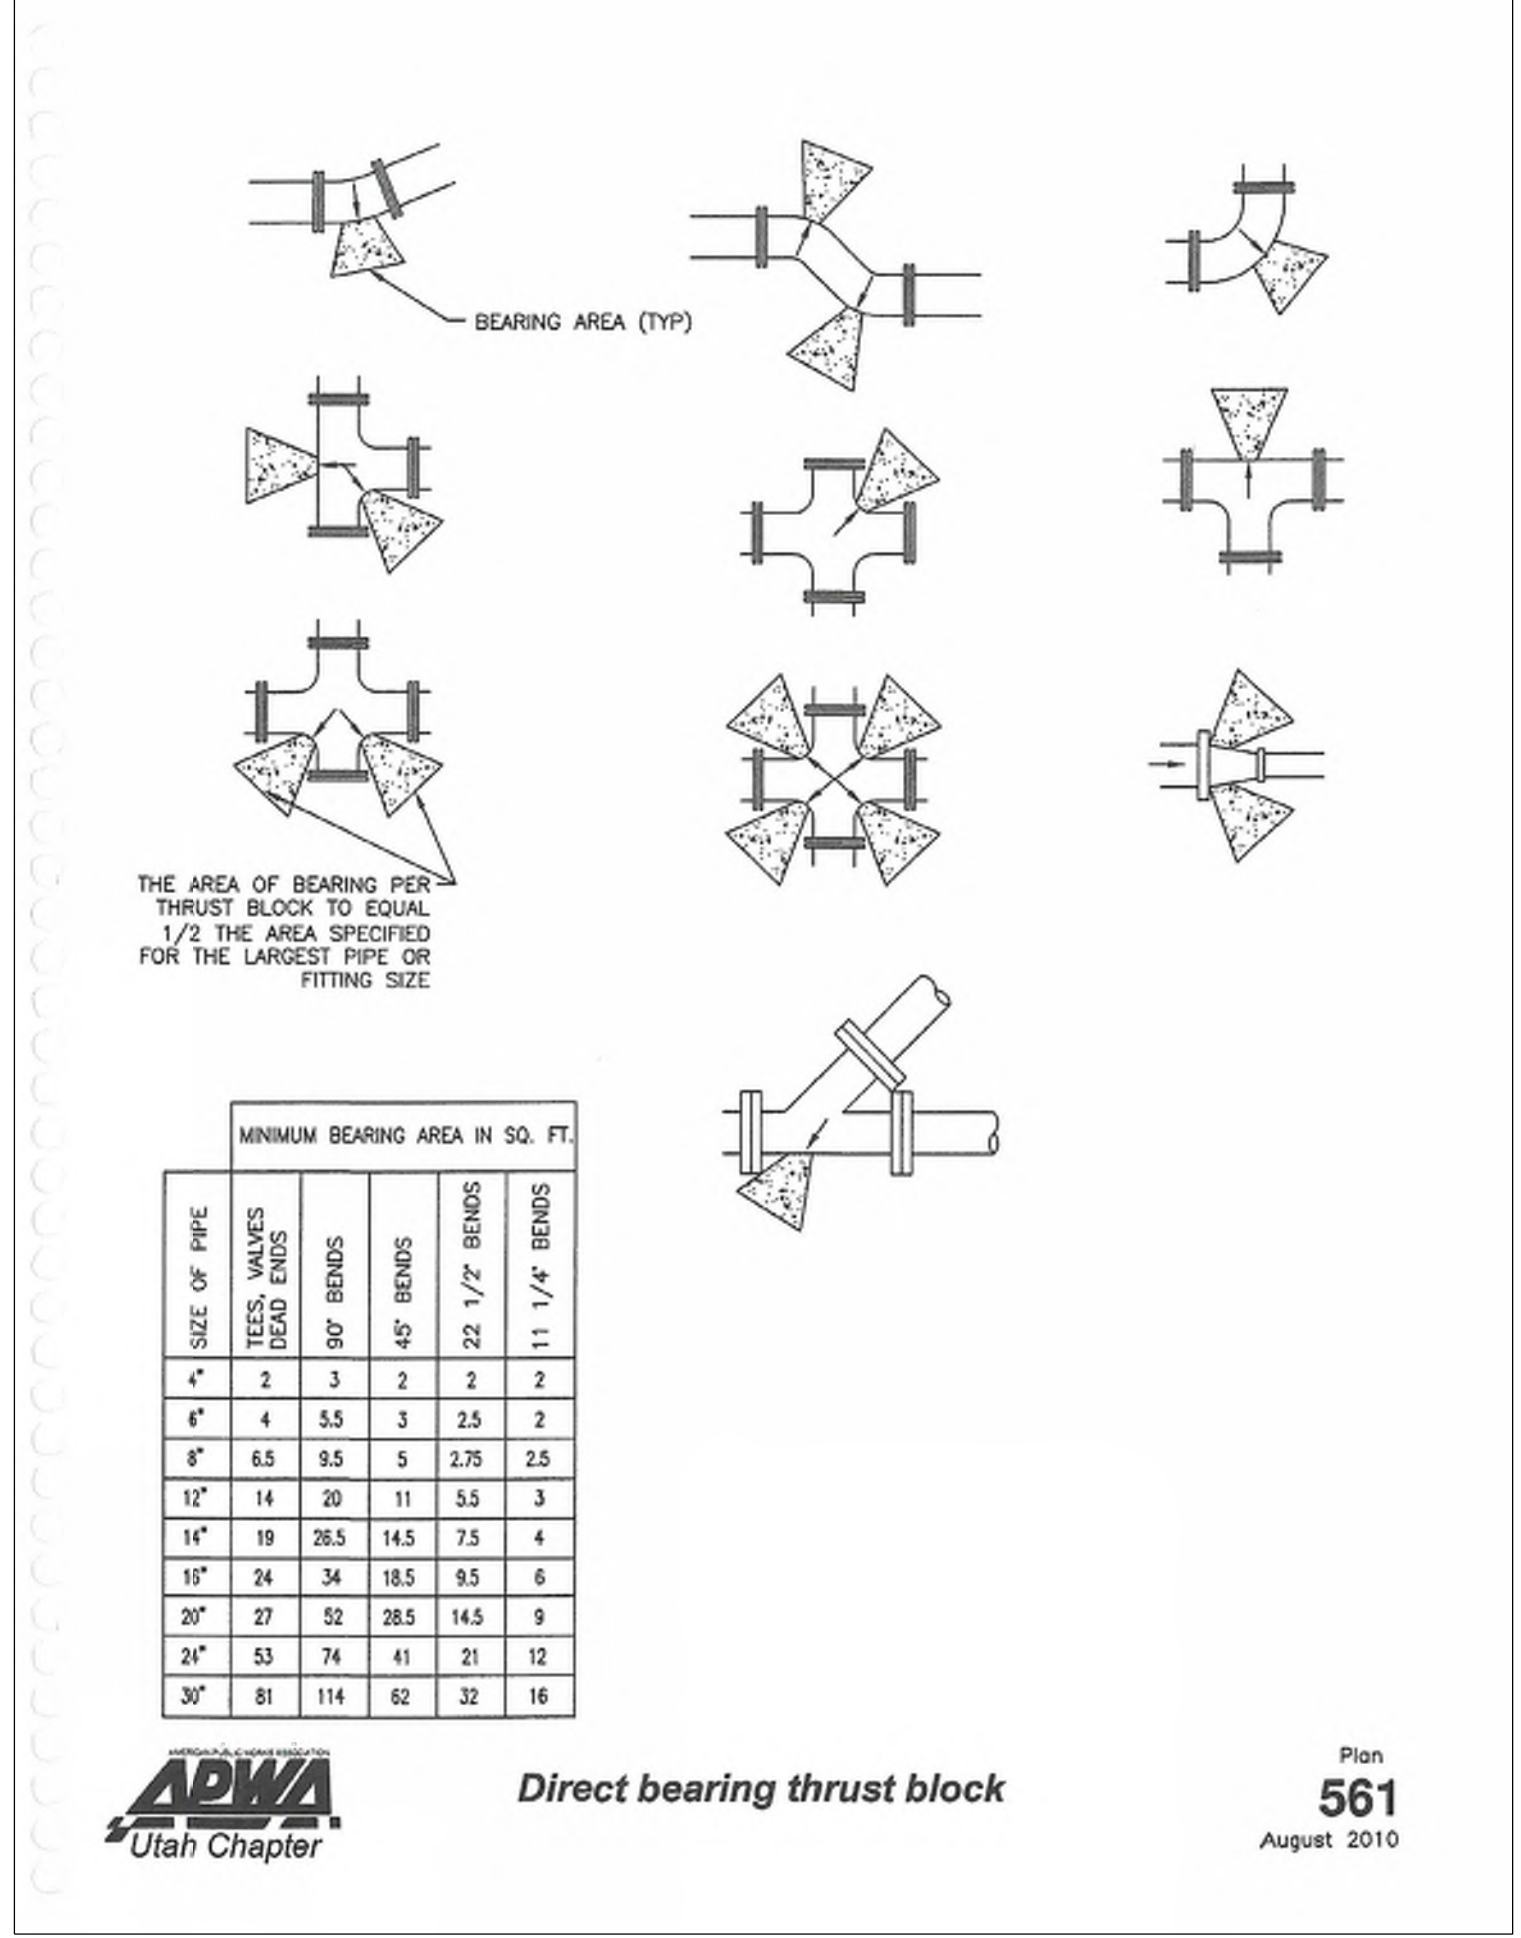 BEARING AREA (TYP)
THE AREA OF BEARING PER
THRUST BLOCK TO EQUAL
1/2 THE AREA SPECIFIED
FOR THE LARGEST PIPE OR
FITTING SIZE
MINIMUM BEARING AREA IN SQ. FT.
SIZE OF PIPE
TEES, VALVES
DEAD ENDS
90° BENDS
45° BENDS
22 1/2° BENDS
11 1/4° BENDS
4" 2 3 2 2 2
6" 4 5.5 3 2.5 2
8" 6.5 9.5 5 2.75 2.5
12" 14 20 11 5.5 3
14" 19 26.5 14.5 7.5 4
16" 24 34 18.5 9.5 6
20" 27 52 28.5 14.5 9
24" 53 74 41 21 12
30" 81 114 62 32 16
AMERICAN PUBLIC WORKS ASSOCIATION
APWA
Utah Chapter
Direct bearing thrust block
Plan
561
August 2010